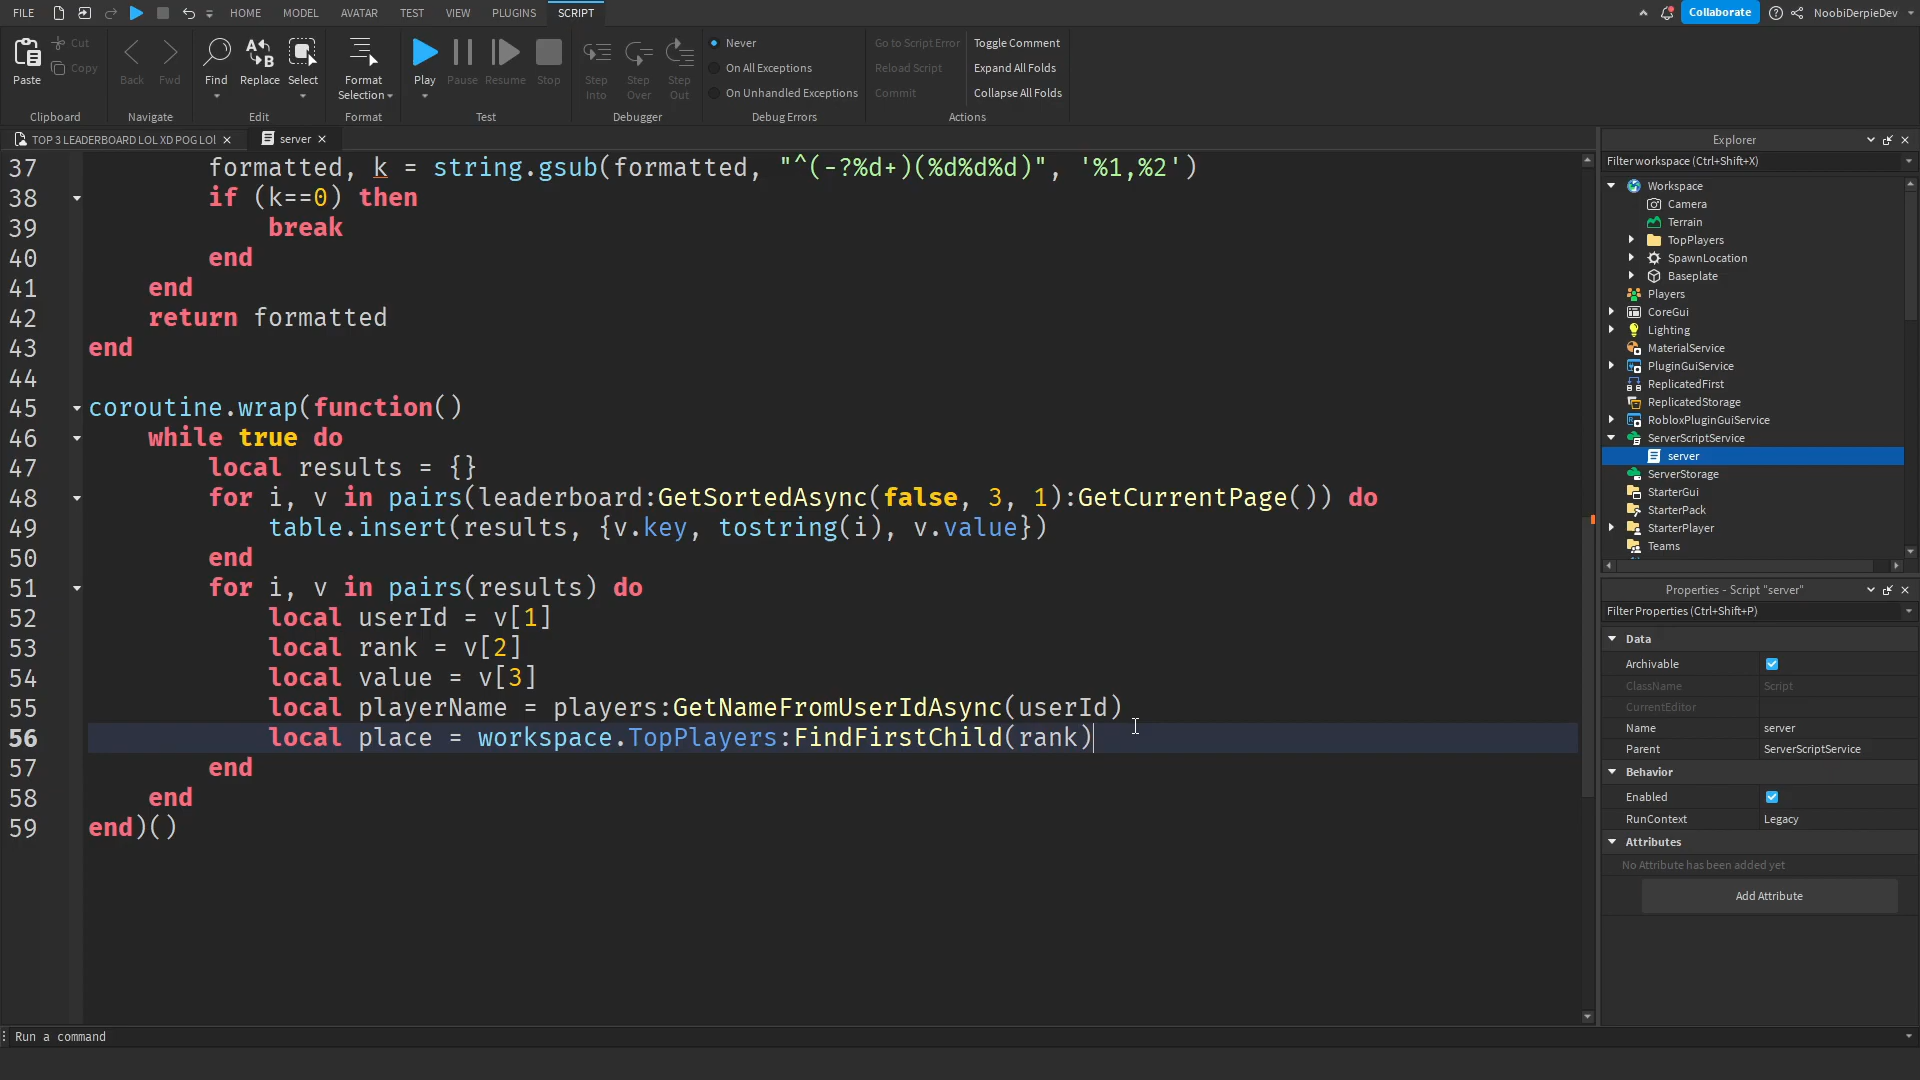 FILE HOME MODEL AVATAR TEST VIEW PLUGINS SCRIPT Collaborate NoobiDerpieDev
Paste Cut Copy Back Fwd Find Replace Select Format Selection Play Pause Resume Stop Step Into Step Over Step Out
Never
On All Exceptions
On Unhandled Exceptions
Go to Script Error
Reload Script
Commit
Toggle Comment
Expand All Folds
Collapse All Folds
Clipboard Navigate Edit Format Test Debugger Debug Errors Actions
TOP 3 LEADERBOARD LOL XD POG LOl server
37 formatted, k = string.gsub(formatted, "^(-?%d+)(%d%d%d)", '%1,%2')
38 if (k==0) then
39 break
40 end
41 end
42 return formatted
43 end
44
45 coroutine.wrap(function()
46 while true do
47 local results = {}
48 for i, v in pairs(leaderboard:GetSortedAsync(false, 3, 1):GetCurrentPage()) do
49 table.insert(results, {v.key, tostring(i), v.value})
50 end
51 for i, v in pairs(results) do
52 local userId = v[1]
53 local rank = v[2]
54 local value = v[3]
55 local playerName = players:GetNameFromUserIdAsync(userId)
56 local place = workspace.TopPlayers:FindFirstChild(rank)
57 end
58 end
59 end)()
Explorer
Filter workspace (Ctrl+Shift+X)
Workspace
Camera
Terrain
TopPlayers
SpawnLocation
Baseplate
Players
CoreGui
Lighting
MaterialService
PluginGuiService
ReplicatedFirst
ReplicatedStorage
RobloxPluginGuiService
ServerScriptService
server
ServerStorage
StarterGui
StarterPack
StarterPlayer
Teams
Properties - Script "server"
Filter Properties (Ctrl+Shift+P)
Data
Archivable
ClassName Script
CurrentEditor
Name server
Parent ServerScriptService
Behavior
Enabled
RunContext Legacy
Attributes
No Attribute has been added yet
Add Attribute
Run a command